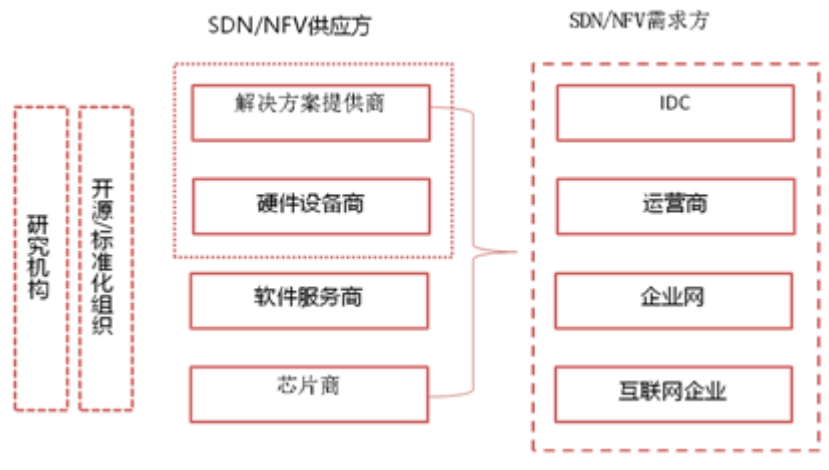 SDN/NFV供应方
SDN/NFV需求方
研究机构
开源/标准化组织
解决方案提供商
硬件设备商
软件服务商
芯片商
IDC
运营商
企业网
互联网企业